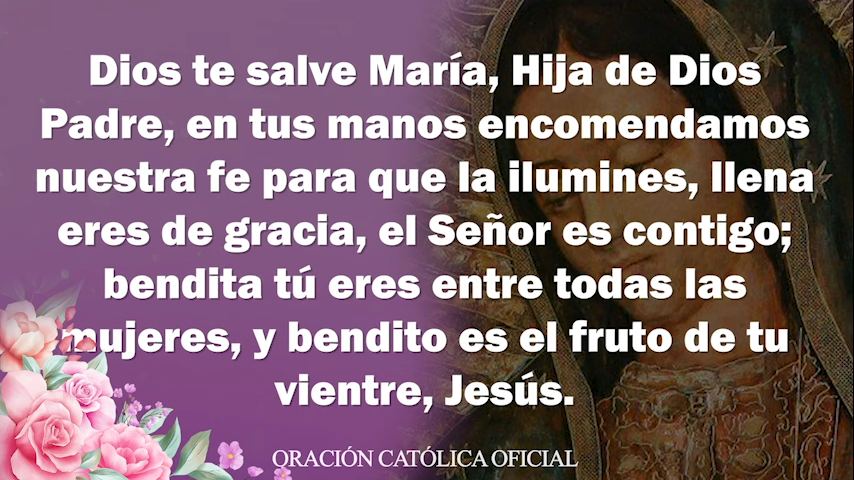 Dios te salve María, Hija de Dios
Padre, en tus manos encomendamos
nuestra fe para que la ilumines, llena
eres de gracia, el Señor es contigo;
bendita tú eres entre todas las
mujeres, y bendito es el fruto de tu
vientre, Jesús.
ORACIÓN CATÓLICA OFICIAL